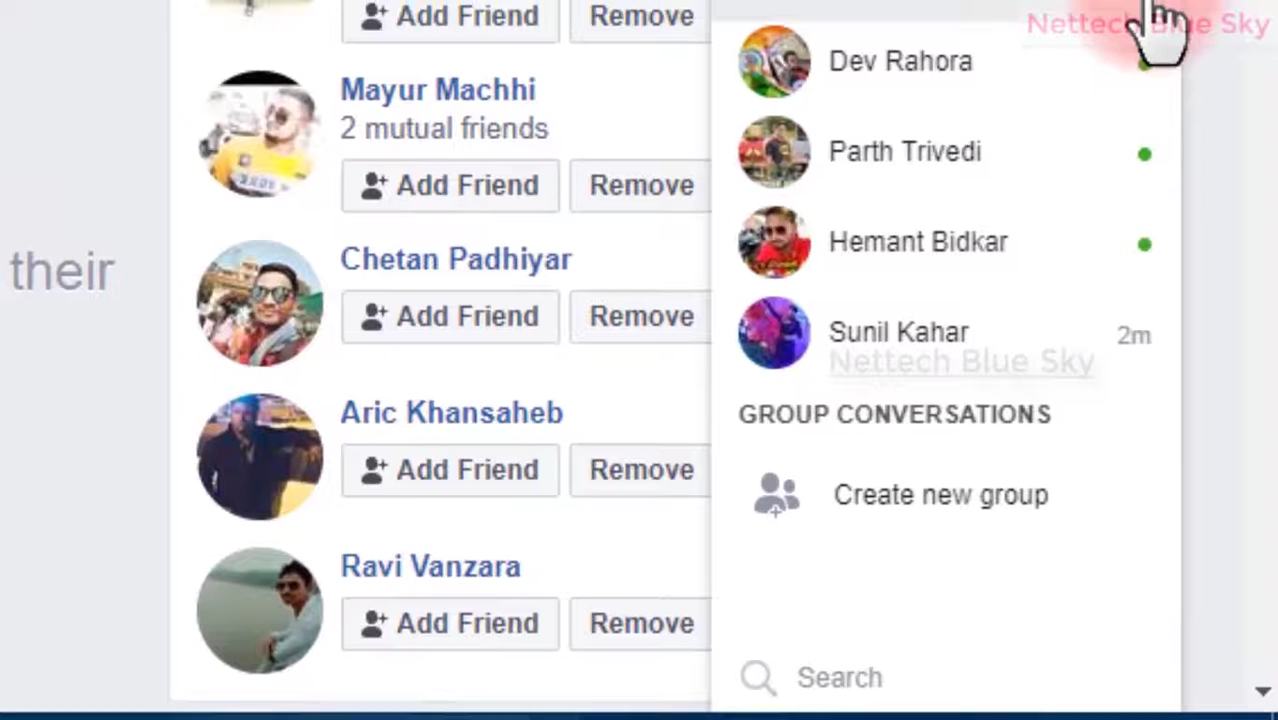 Add Friend Remove
Mayur Machhi
2 mutual friends
Add Friend Remove
their
Chetan Padhiyar
Add Friend Remove
Aric Khansaheb
Add Friend Remove
Ravi Vanzara
Add Friend Remove
Nettech Blue Sky
Dev Rahora
Parth Trivedi
Hemant Bidkar
Sunil Kahar 2m
Nettech Blue Sky
GROUP CONVERSATIONS
Create new group
Search